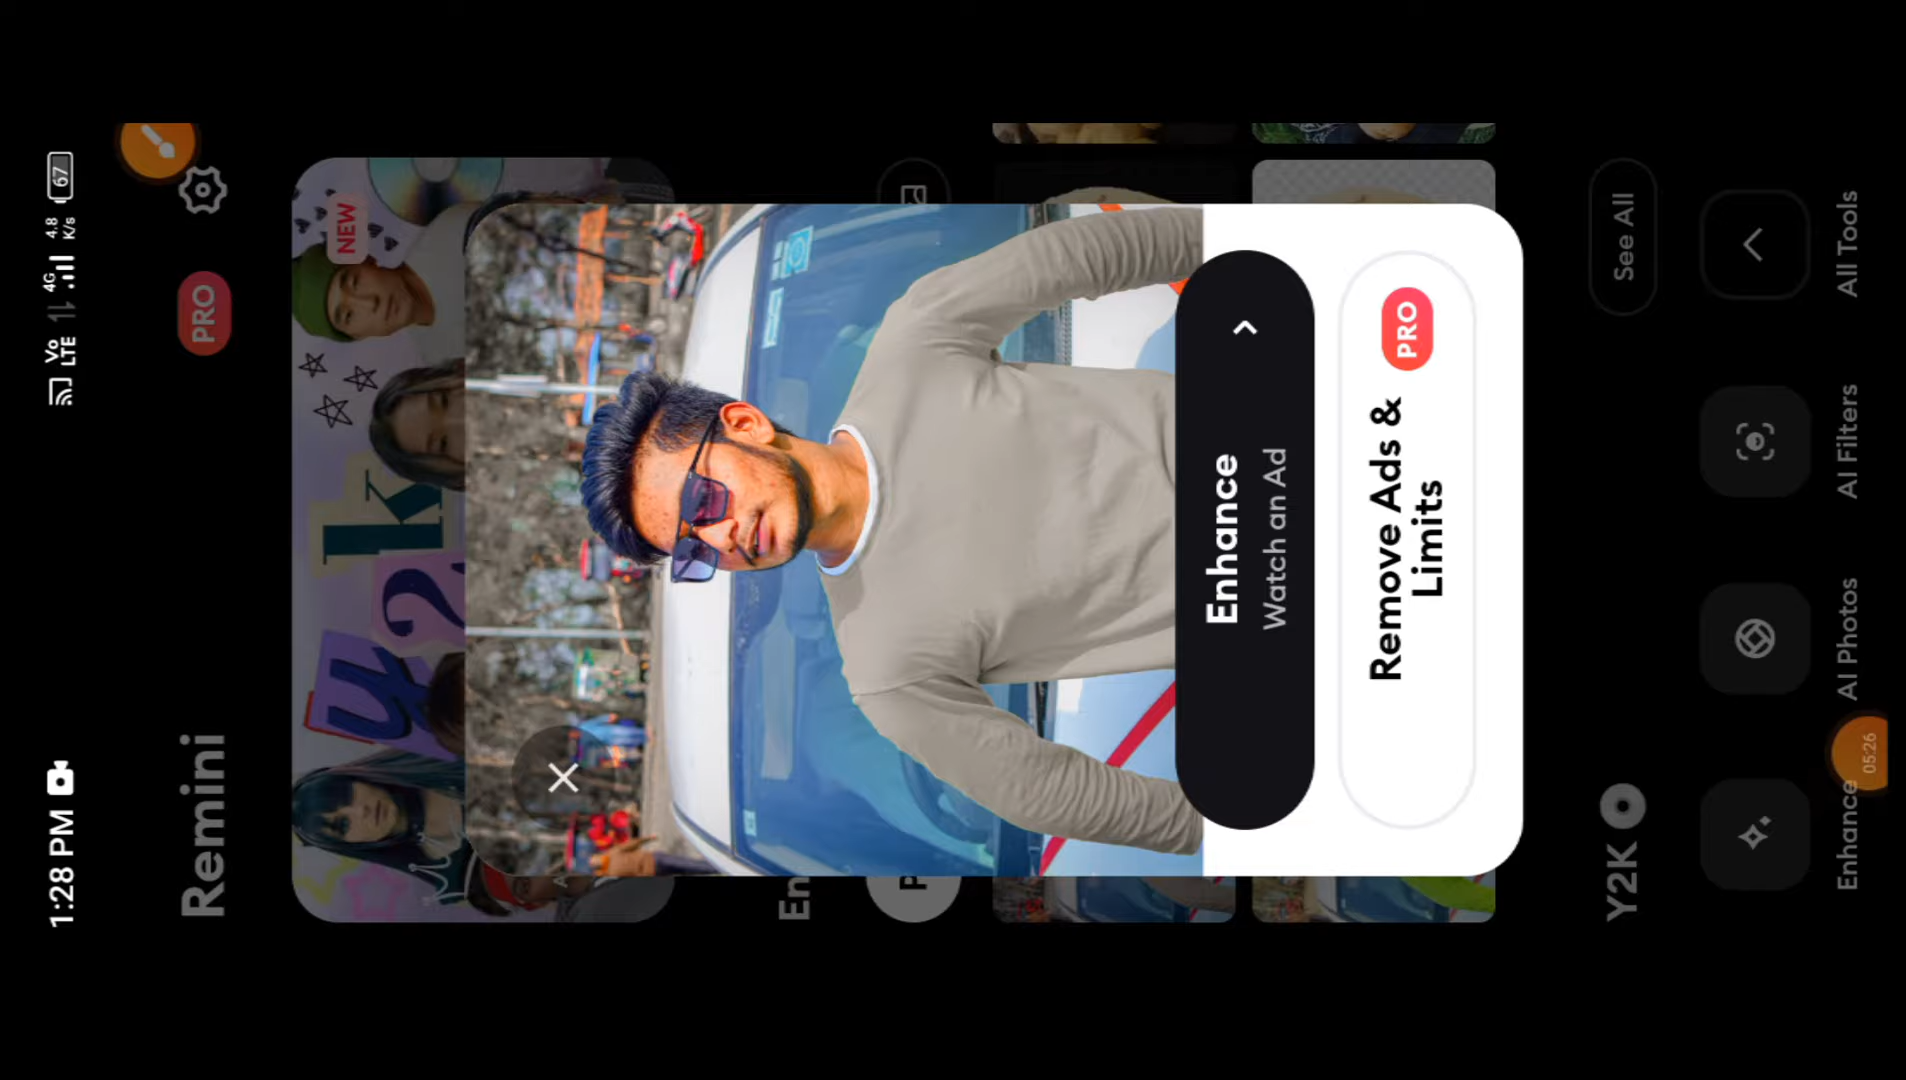 1:28 PM
Vo LTE
4G
4.8 K/s
67
Remini
PRO
NEW
y2k
En
P
Enhance
Watch an Ad
Remove Ads &
Limits
PRO
Y2K
See All
Enhance
AI Photos
AI Filters
All Tools
05:26